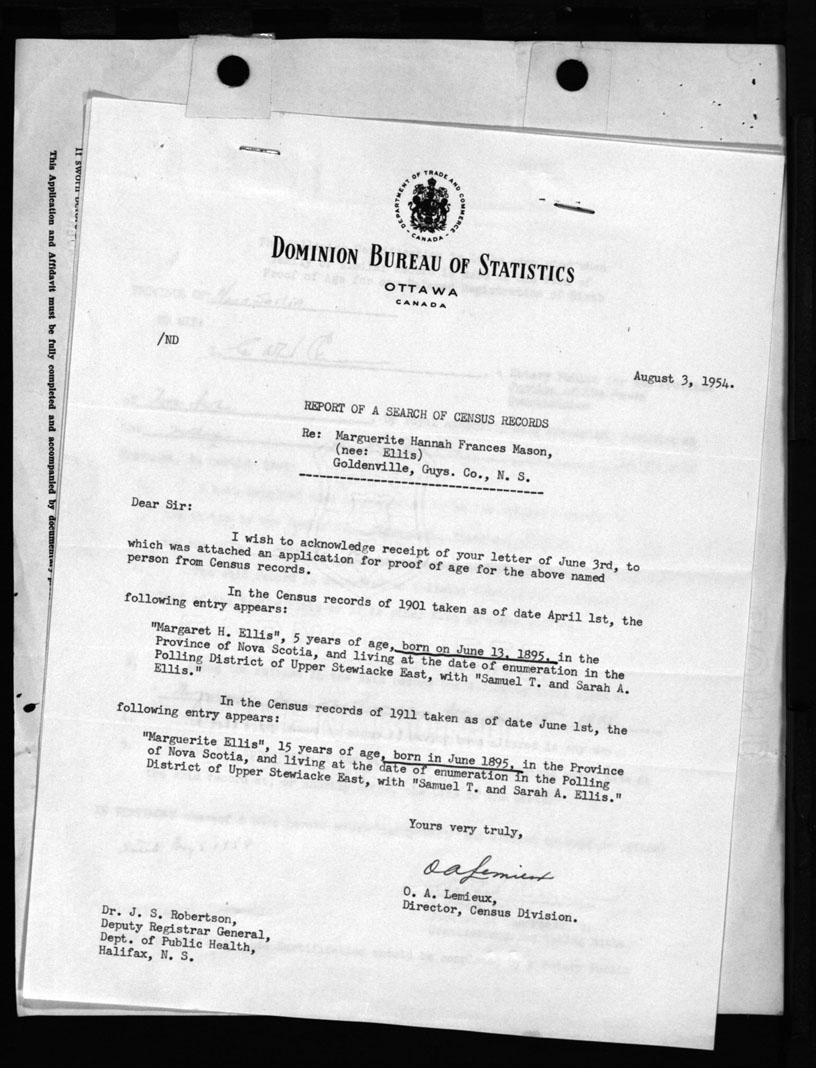 This Application and Affidavit must be fully completed and accompanied by
DEPARTMENT OF TRADE AND COMMERCE
CANADA
DOMINION BUREAU OF STATISTICS
OTTAWA
CANADA
/ND
August 3, 1954.
REPORT OF A SEARCH OF CENSUS RECORDS
Re: Marguerite Hannah Frances Mason,
(nee: Ellis)
Goldenville, Guys. Co., N. S.
Dear Sir:
I wish to acknowledge receipt of your letter of June 3rd, to
which was attached an application for proof of age for the above named
person from Census records.
In the Census records of 1901 taken as of date April 1st, the
following entry appears:
"Margaret H. Ellis", 5 years of age, born on June 13, 1895, in the
Province of Nova Scotia, and living at the date of enumeration in the
Polling District of Upper Stewiacke East, with "Samuel T. and Sarah A.
Ellis."
In the Census records of 1911 taken as of date June 1st, the
following entry appears:
"Marguerite Ellis", 15 years of age, born in June 1895, in the Province
of Nova Scotia, and living at the date of enumeration in the Polling
District of Upper Stewiacke East, with "Samuel T. and Sarah A. Ellis."
Yours very truly,
O A Lemieux
O. A. Lemieux,
Director, Census Division.
Dr. J. S. Robertson,
Deputy Registrar General,
Dept. of Public Health,
Halifax, N. S.